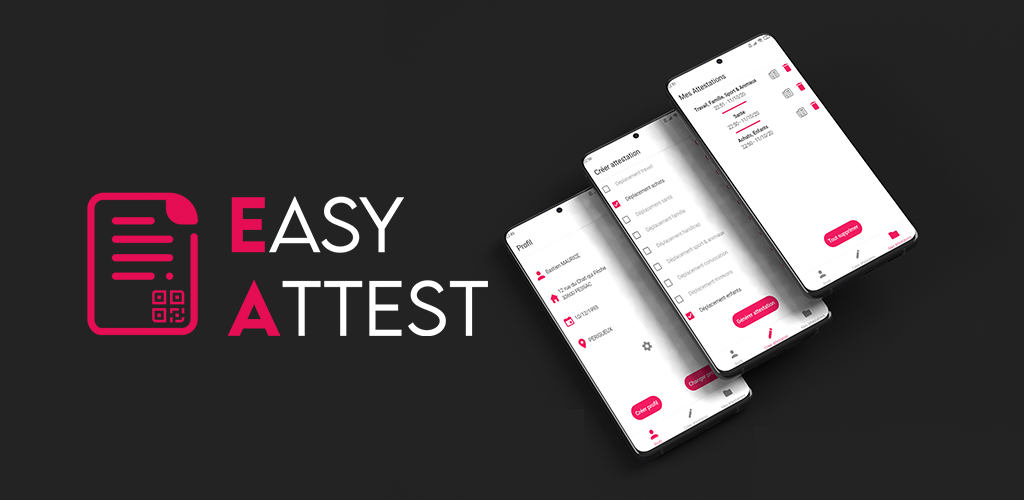 EASY
ATTEST
Profil
Bastien MAURICE
12 rue du Chat qui Pêche
33600 PESSAC
10/12/1993
PERIGUEUX
Changer
Créer profil
Créer attestation
Déplacement travail
Déplacement achats
Déplacement santé
Déplacement famille
Déplacement handicap
Déplacement sport & animaux
Déplacement convocation
Déplacement missions
Déplacement enfants
Générer attestation
Mes Attestations
Travail, Famille, Sport & Animaux
22:51 - 11/10/20
Santé
22:50 - 11/10/20
Achats, Enfants
22:50 - 11/10/20
Tout supprimer